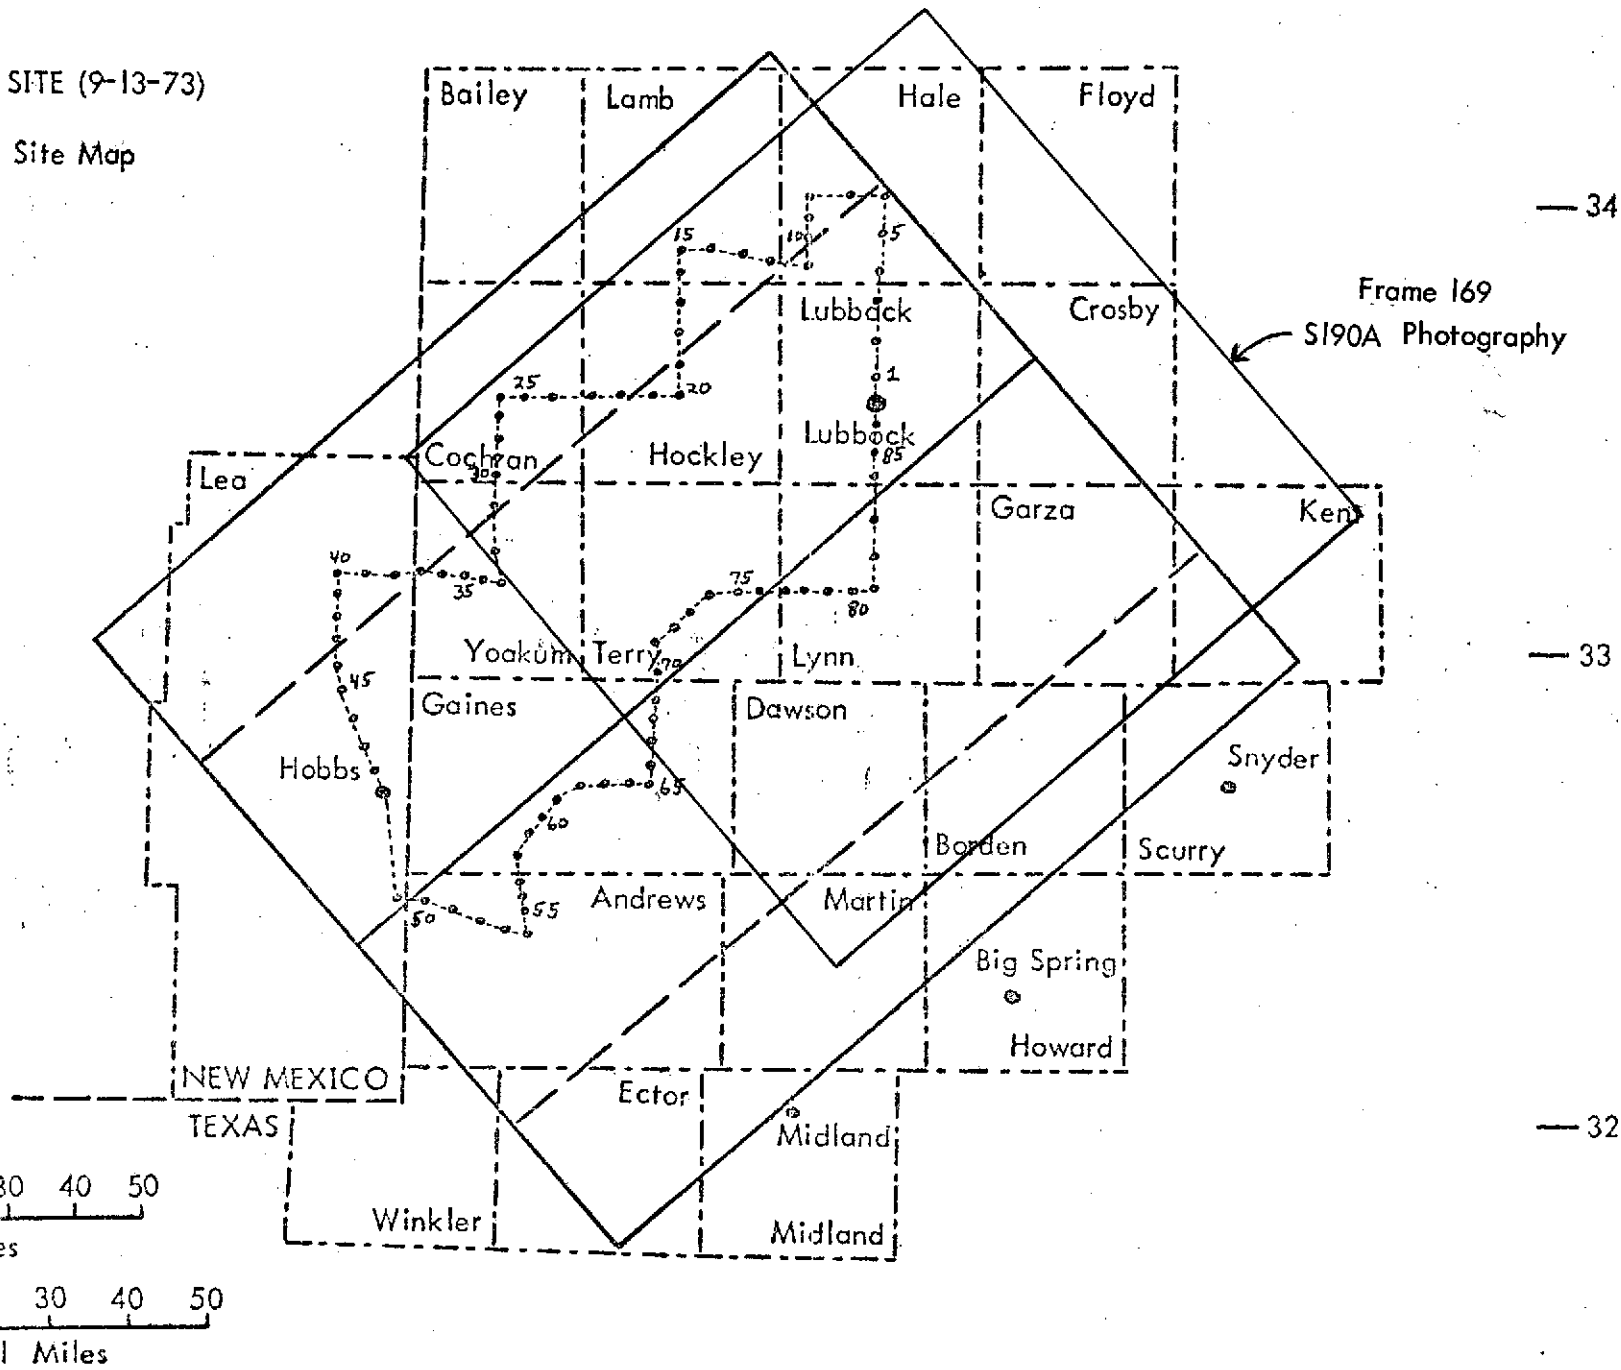 SITE (9-13-73)
Site Map
Bailey
Lamb
Hale
Floyd
34
15
10
5
Frame 169
S190A Photography
Lubbock
Crosby
1
25
20
Lubbock
85
Cochran
Hockley
30
Lea
Garza
Kent
40
35
75
80
Yoakum
Terry
70
Lynn
33
45
Gaines
Dawson
Hobbs
65
Snyder
60
Borden
Scurry
50
55
Andrews
Martin
Big Spring
Howard
NEW MEXICO
TEXAS
Ector
Midland
32
40 50
Winkler
Midland
30 40 50
Miles